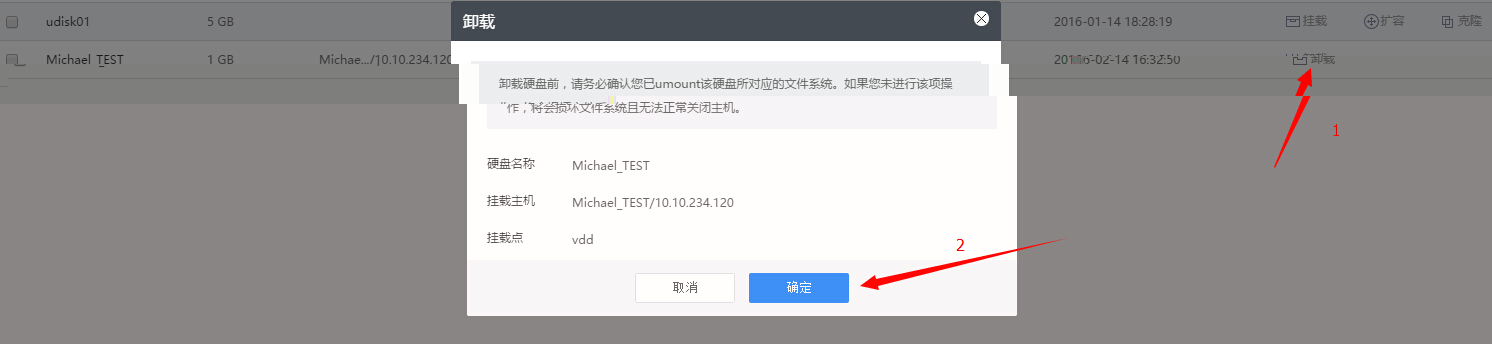 卸载
udisk01 5 GB 2016-01-14 18:28:19 挂载 扩容 克隆
Michael_TEST 1 GB Michae.../10.10.234.120 16:32:50 卸载
卸载硬盘前，请务必确认您已umount该硬盘所对应的文件系统。如果您未进行该项操
作，将会损坏文件系统且无法正常关闭主机。
1
硬盘名称 Michael_TEST
挂载主机 Michael_TEST/10.10.234.120
挂载点 vdd
2
取消 确定